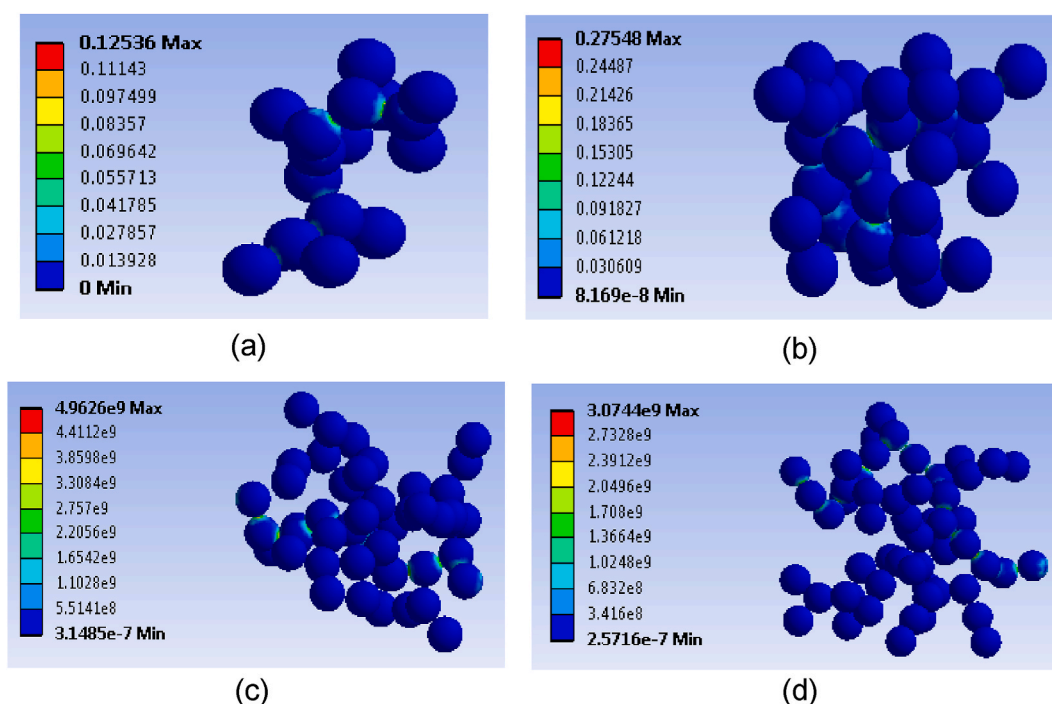 0.12536 Max
0.11143
0.097499
0.08357
0.069642
0.055713
0.041785
0.027857
0.013928
0 Min
(a)
0.27548 Max
0.24487
0.21426
0.18365
0.15305
0.12244
0.091827
0.061218
0.030609
8.169e-8 Min
(b)
4.9626e9 Max
4.4112e9
3.8598e9
3.3084e9
2.757e9
2.2056e9
1.6542e9
1.1028e9
5.5141e8
3.1485e-7 Min
(c)
3.0744e9 Max
2.7328e9
2.3912e9
2.0496e9
1.708e9
1.3664e9
1.0248e9
6.832e8
3.416e8
2.5716e-7 Min
(d)